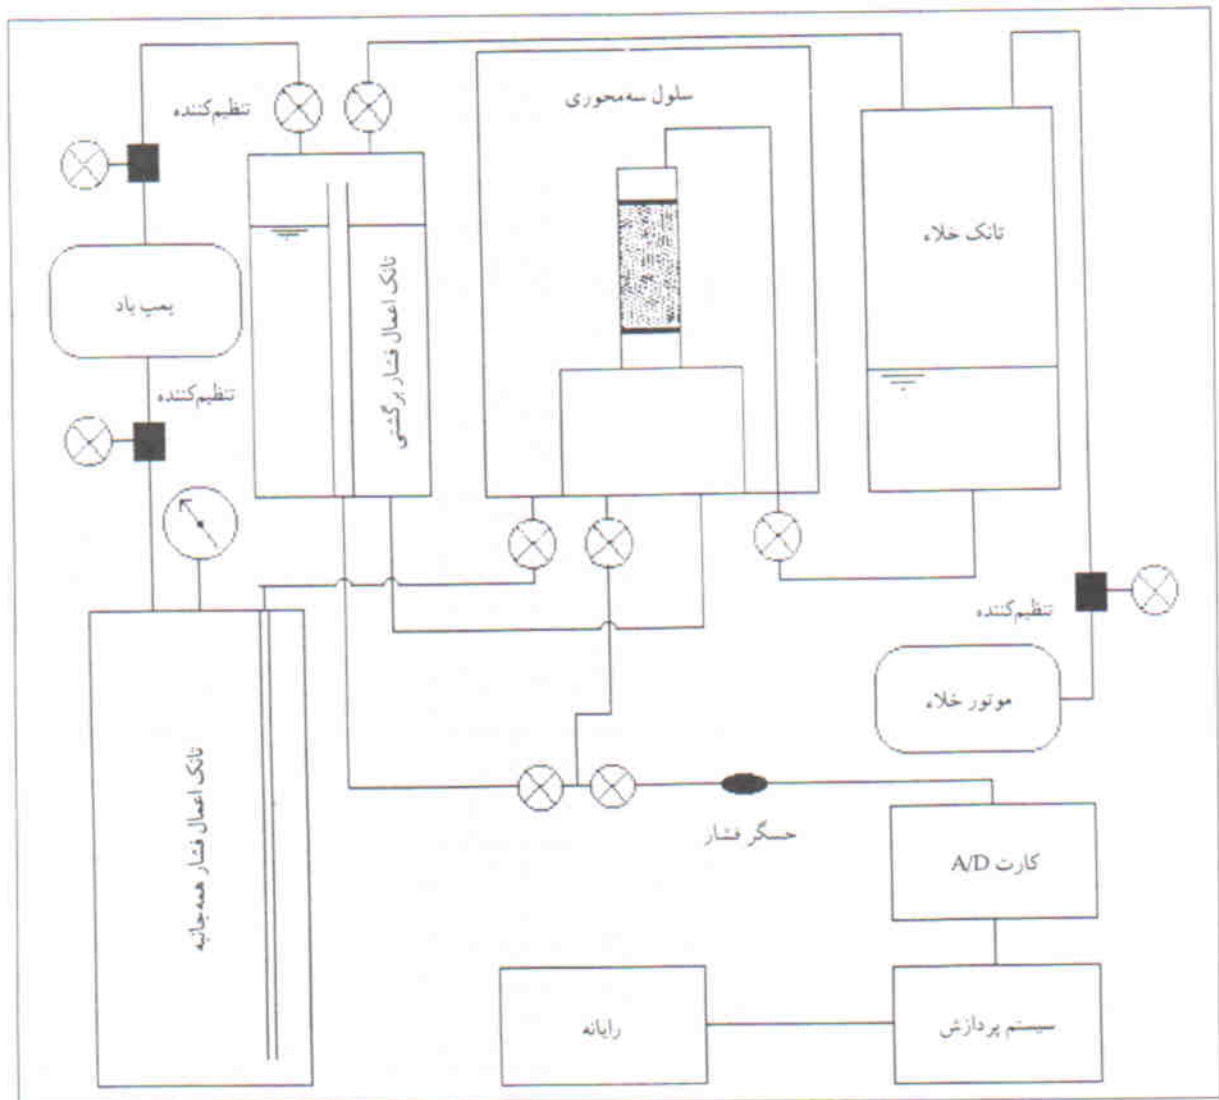 سلول سه‌محوری
تنظیم‌کننده
تانک خلاء
پمپ باد
تانک اعمال فشار برگشتی
تنظیم‌کننده
تنظیم‌کننده
موتور خلاء
تانک اعمال فشار همه‌جانبه
حسگر فشار
کارت A/D
رایانه
سیستم پردازش